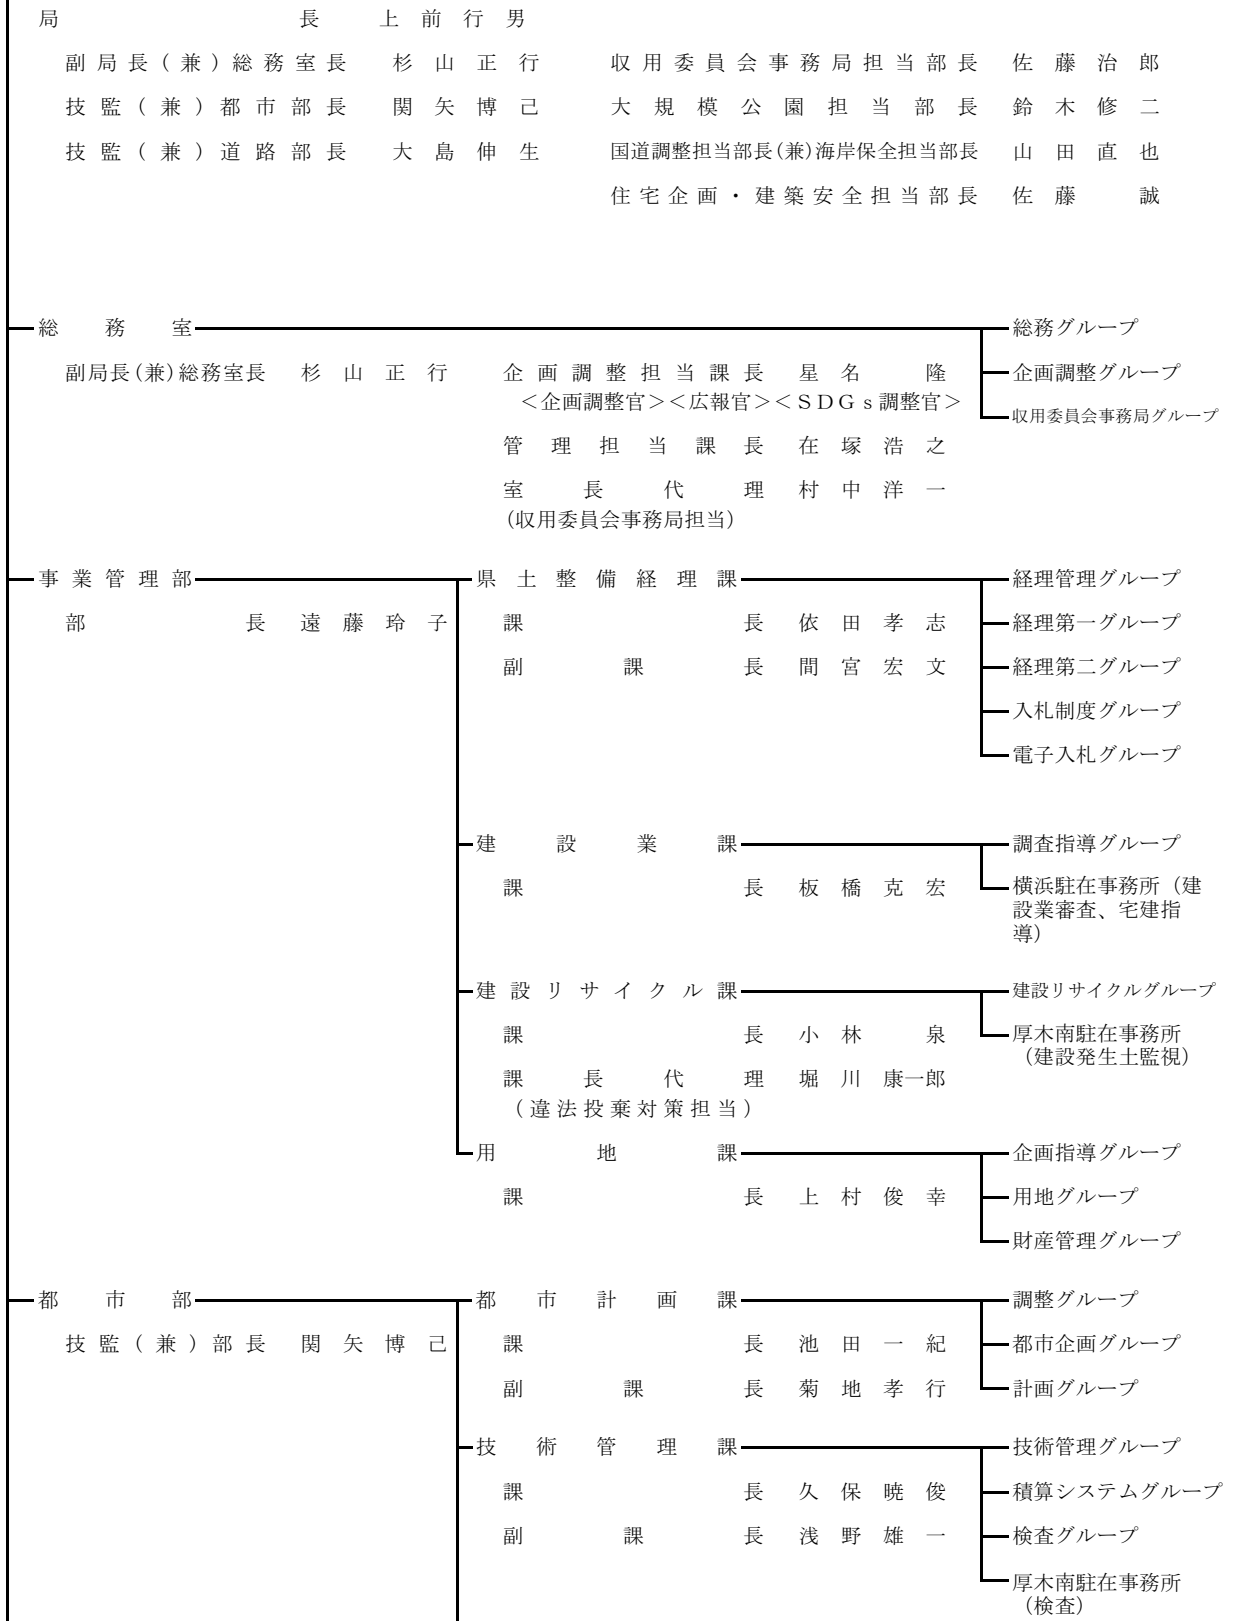 局長 上前行男
副局長(兼)総務室長 杉山正行 収用委員会事務局担当部長 佐藤治郎
技監(兼)都市部長 関矢博己 大規模公園担当部長 鈴木修二
技監(兼)道路部長 大島伸生 国道調整担当部長(兼)海岸保全担当部長 山田直也
住宅企画・建築安全担当部長 佐藤誠
総務室 総務グループ
副局長(兼)総務室長 杉山正行 企画調整担当課長 星名隆 企画調整グループ
<企画調整官><広報官><SDGs調整官> 収用委員会事務局グループ
管理担当課長 在塚浩之
室長代理 村中洋一
(収用委員会事務局担当)
事業管理部 県土整備経理課 経理管理グループ
部長 遠藤玲子 課長 依田孝志 経理第一グループ
副課長 間宮宏文 経理第二グループ
入札制度グループ
電子入札グループ
建設業課 調査指導グループ
課長 板橋克宏 横浜駐在事務所(建
設業審査、宅建指
導)
建設リサイクル課 建設リサイクルグループ
課長 小林泉 厚木南駐在事務所
(建設発生土監視)
課長代理 堀川康一郎
(違法投棄対策担当)
用地課 企画指導グループ
課長 上村俊幸 用地グループ
財産管理グループ
都市部 都市計画課 調整グループ
技監(兼)部長 関矢博己 課長 池田一紀 都市企画グループ
副課長 菊地孝行 計画グループ
技術管理課 技術管理グループ
課長 久保暁俊 積算システムグループ
副課長 浅野雄一 検査グループ
厚木南駐在事務所
(検査)